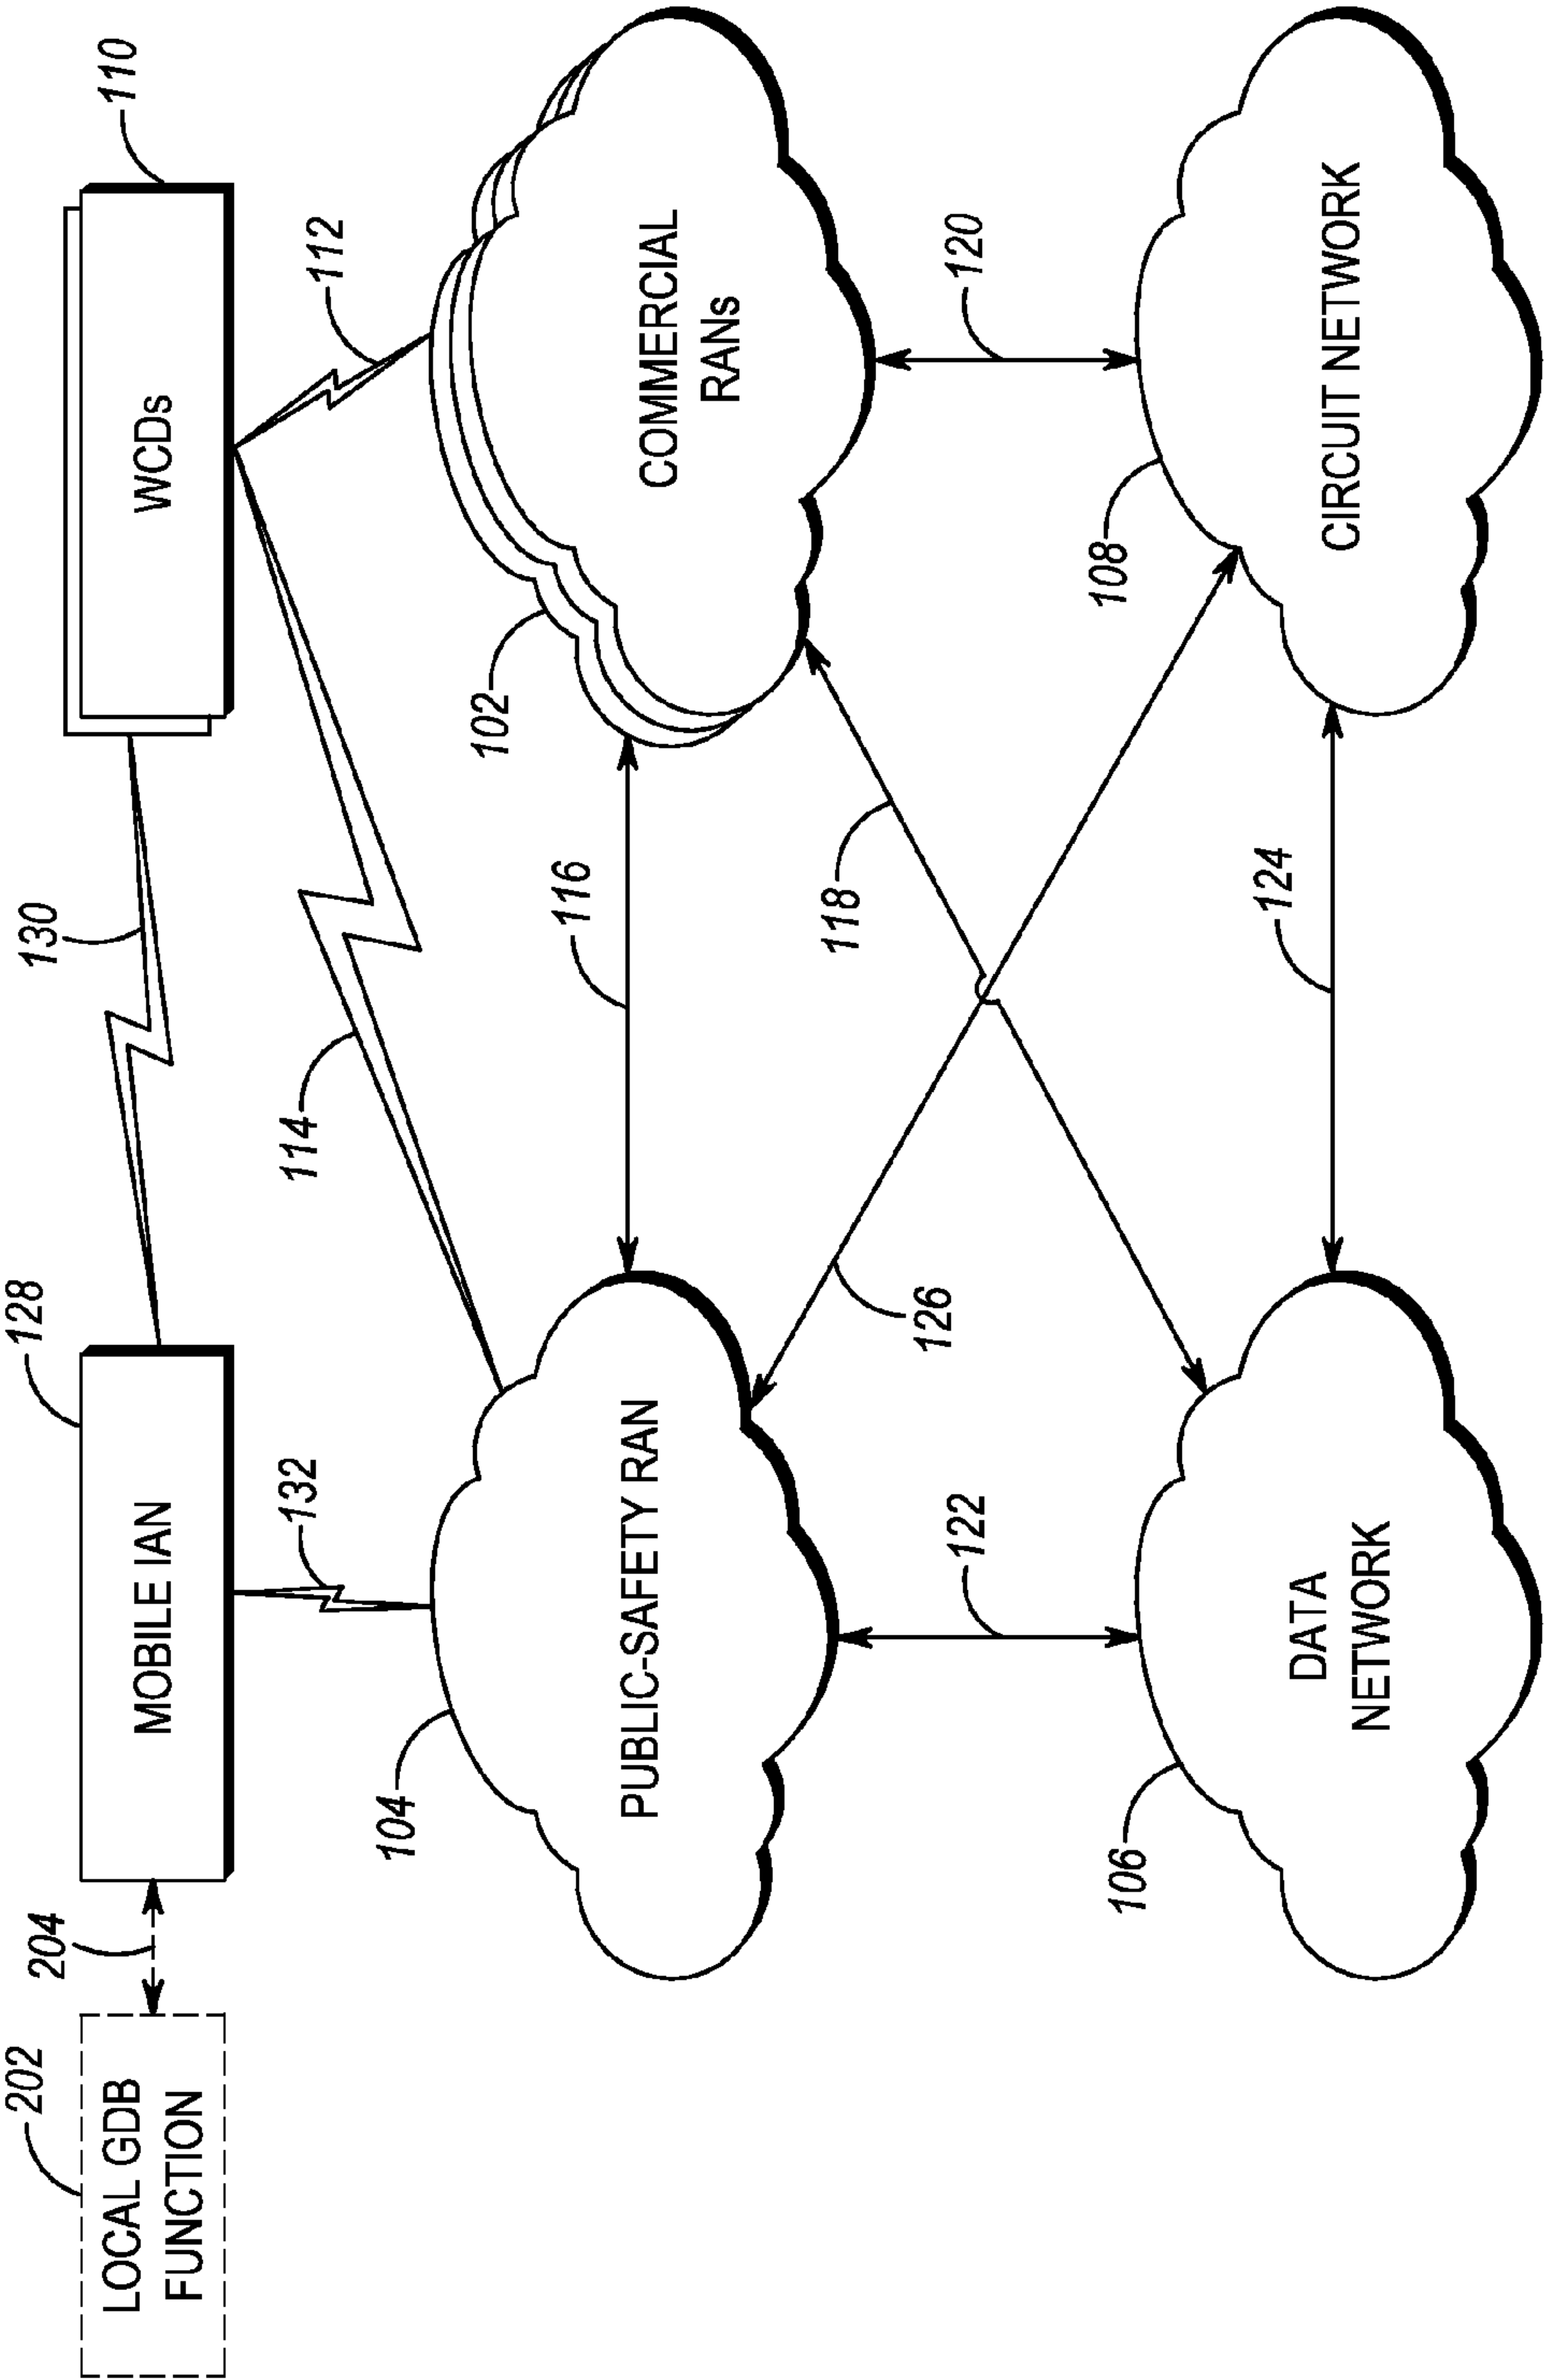 202
204
128
130
110
LOCAL GDB
FUNCTION
MOBILE IAN
WCDs
132
114
112
104
102
PUBLIC-SAFETY RAN
116
COMMERCIAL
RANs
118
126
122
120
106
108
DATA
NETWORK
124
CIRCUIT NETWORK